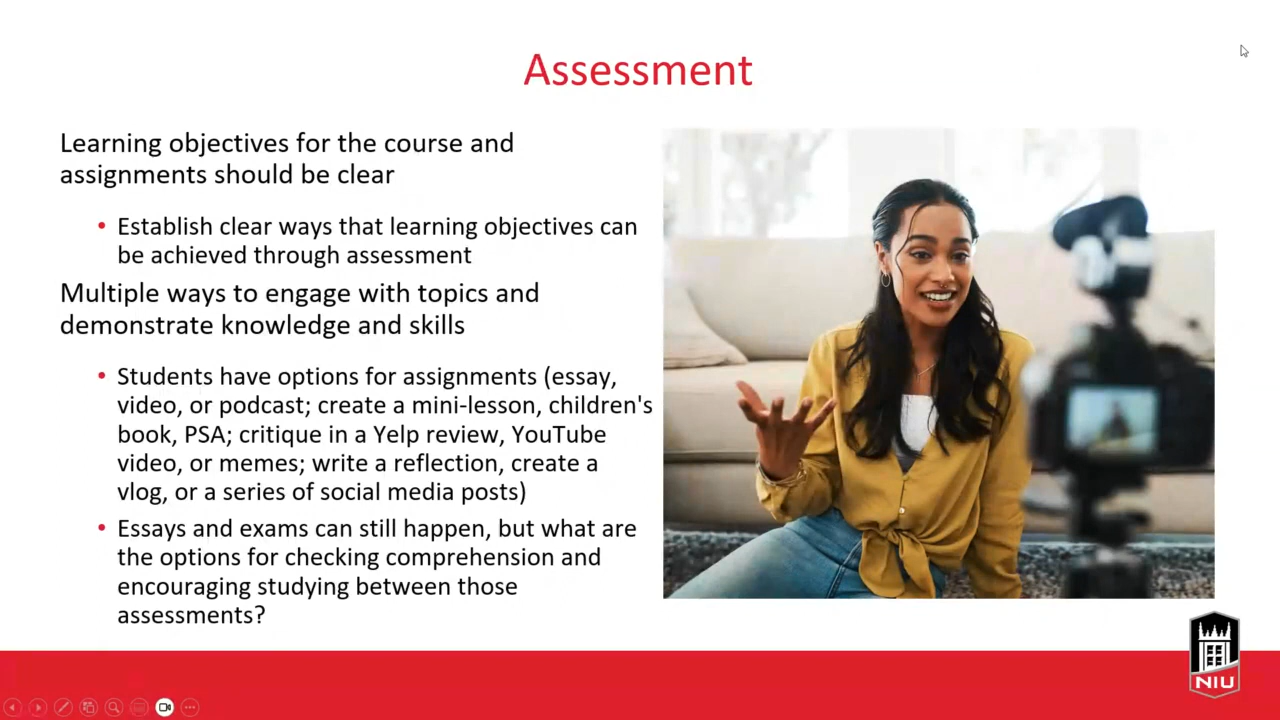 Assessment
Learning objectives for the course and
assignments should be clear
• Establish clear ways that learning objectives can
be achieved through assessment
Multiple ways to engage with topics and
demonstrate knowledge and skills
• Students have options for assignments (essay,
video, or podcast; create a mini-lesson, children's
book, PSA; critique in a Yelp review, YouTube
video, or memes; write a reflection, create a
vlog, or a series of social media posts)
• Essays and exams can still happen, but what are
the options for checking comprehension and
encouraging studying between those
assessments?
NIU